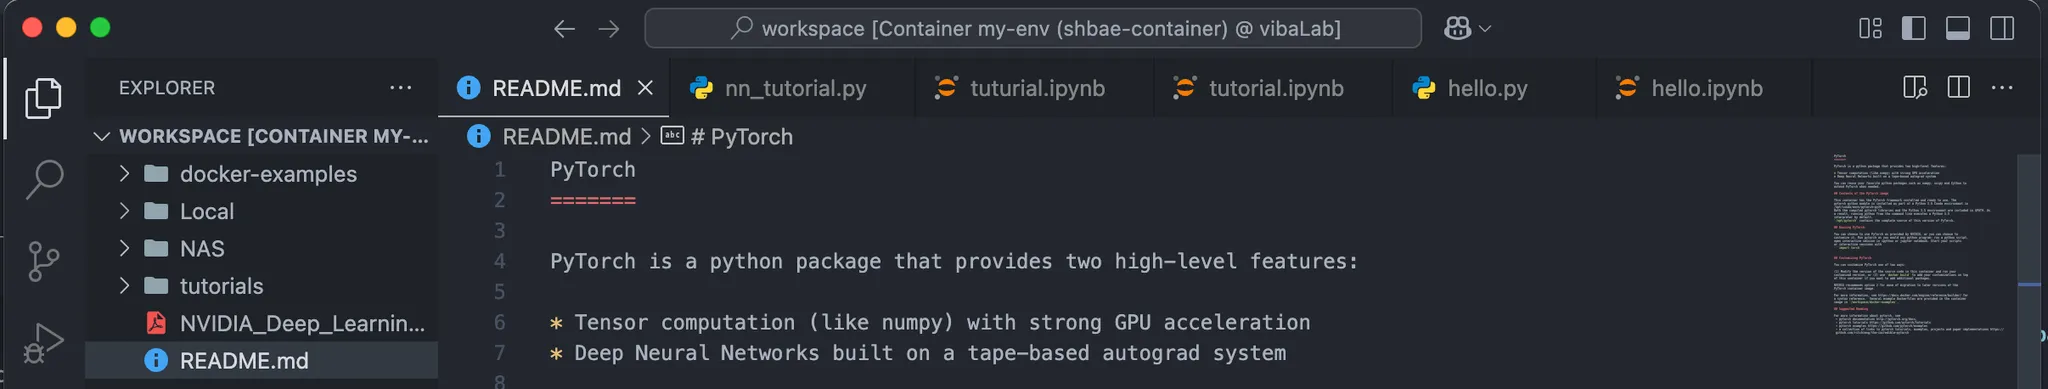 workspace [Container my-env (shbae-container) @ vibaLab]
EXPLORER
README.md
nn_tutorial.py
tuturial.ipynb
tutorial.ipynb
hello.py
hello.ipynb
WORKSPACE [CONTAINER MY-...
README.md > # PyTorch
docker-examples
Local
NAS
tutorials
NVIDIA_Deep_Learnin...
README.md
1 PyTorch
2 =======
3
4 PyTorch is a python package that provides two high-level features:
5
6 * Tensor computation (like numpy) with strong GPU acceleration
7 * Deep Neural Networks built on a tape-based autograd system
8